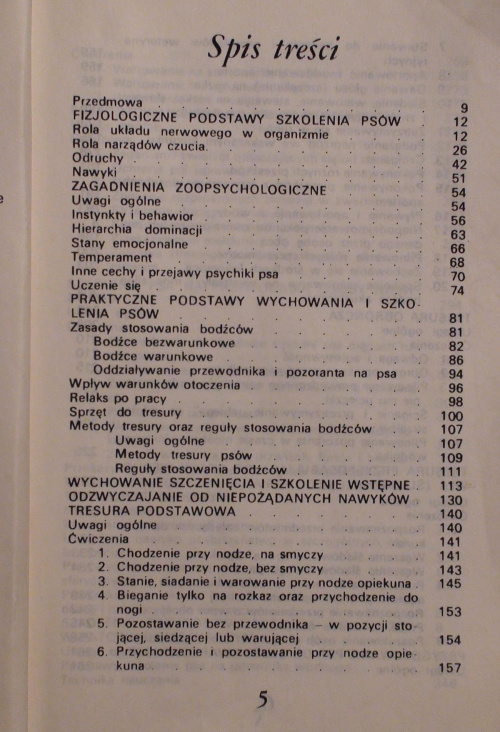 Spis treści
Przedmowa . . . . . . . . . . . 9
FIZJOLOGICZNE PODSTAWY SZKOLENIA PSÓW . . 12
Rola układu nerwowego w organizmie . . . . 12
Rola narządów czucia. . . . . . . . . 26
Odruchy . . . . . . . . . . . . 42
Nawyki . . . . . . . . . . . . 51
ZAGADNIENIA ZOOPSYCHOLOGICZNE . . . . 54
Uwagi ogólne . . . . . . . . . . 54
Instynkty i behawior . . . . . . . . . 56
Hierarchia dominacji . . . . . . . . . 63
Stany emocjonalne . . . . . . . . . 66
Temperament . . . . . . . . . . . 68
Inne cechy i przejawy psychiki psa . . . . . 70
Uczenie się . . . . . . . . . . . 74
PRAKTYCZNE PODSTAWY WYCHOWANIA I SZKO-
LENIA PSÓW . . . . . . . . . . . 81
Zasady stosowania bodźców . . . . . . . 81
Bodźce bezwarunkowe . . . . . . . . 82
Bodźce warunkowe . . . . . . . . . 86
Oddziaływanie przewodnika i pozoranta na psa . 94
Wpływ warunków otoczenia . . . . . . . 96
Relaks po pracy . . . . . . . . . . 98
Sprzęt do tresury . . . . . . . . . . 100
Metody tresury oraz reguły stosowania bodźców . . 107
Uwagi ogólne . . . . . . . . . 107
Metody tresury psów . . . . . . . 109
Reguły stosowania bodźców . . . . . . 111
WYCHOWANIE SZCZENIĘCIA I SZKOLENIE WSTĘPNE . 113
ODZWYCZAJANIE OD NIEPOŻĄDANYCH NAWYKÓW . 130
TRESURA PODSTAWOWA . . . . . . . 140
Uwagi ogólne . . . . . . . . . . 140
Ćwiczenia . . . . . . . . . . . 141
1. Chodzenie przy nodze, na smyczy . . . . 141
2. Chodzenie przy nodze, bez smyczy . . . . 143
3. Stanie, siadanie i warowanie przy nodze opiekuna . 145
4. Bieganie tylko na rozkaz oraz przychodzenie do
nogi . . . . . . . . . . . . 153
5. Pozostawanie bez przewodnika – w pozycji sto-
jącej, siedzącej lub warującej . . . . . 154
6. Przychodzenie i pozostawanie przy nodze opie-
kuna . . . . . . . . . . . . 157
5